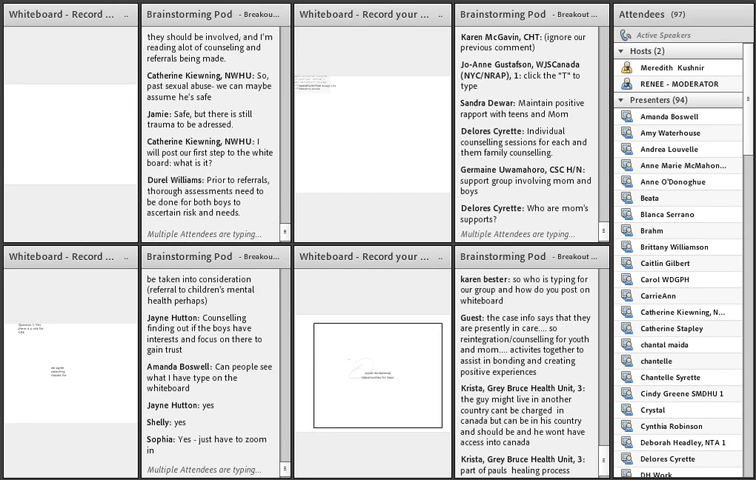 Whiteboard - Record ... ..
Brainstorming Pod - Breakou...
they should be involved, and I'm
reading alot of counseling and
referrals being made.
Catherine Kiewning, NWHU: So,
past sexual abuse- we can maybe
assume he's safe
Jamie: Safe, but there is still
trauma to be adressed.
Catherine Kiewning, NWHU: I
will post our first step to the white
board: what is it?
Durel Williams: Prior to referrals,
thorough assessments need to
be done for both boys to
ascertain risk and needs.
Multiple Attendees are typing...
Whiteboard - Record your ... ..
Brainstorming Pod - Breakout ...
Karen McGavin, CHT: (ignore our
previous comment)
Jo-Anne Gustafson, WJSCanada
(NYC/NRAP), 1: click the "T" to
type
Sandra Dewar: Maintain positive
rapport with teens and Mom
Delores Cyrette: Individual
counselling sessions for each and
them family counselling.
Germaine Uwamahoro, CSC H/N:
support group involving mom and
boys
Delores Cyrette: Who are mom's
supports?
Multiple Attendees are typing...
Whiteboard - Record ... ..
Brainstorming Pod - Breakou...
be taken into consideration
(referral to children's mental
health perhaps)
Jayne Hutton: Counselling
finding out if the boys have
interests and focus on there to
gain trust
Amanda Boswell: Can people see
what I have type on the
whiteboard
Jayne Hutton: yes
Shelly: yes
Sophia: Yes - just have to zoom
in
Multiple Attendees are typing...
Whiteboard - Record your ... ..
Brainstorming Pod - Breakout ...
karen bester: so who is typing for
our group and how do you post on
whiteboard
Guest: the case info says that they
are presently in care.... so
reintegration/counselling for youth
and mom.... activites together to
assist in bonding and creating
positive experiences
Krista, Grey Bruce Health Unit, 3:
the guy might live in another
country cant be charged in
canada but can be in his country
and should be and he wont have
access into canada
Krista, Grey Bruce Health Unit, 3:
part of pauls healing process
Attendees (97)
Active Speakers
Hosts (2)
Meredith Kushnir
RENEE - MODERATOR
Presenters (94)
Amanda Boswell
Amy Waterhouse
Andrea Louvelle
Anne Marie McMahon...
Anne O'Donoghue
Beata
Blanca Serrano
Brahm
Brittany Williamson
Caitlin Gilbert
Carol WDGPH
CarrieAnn
Catherine Kiewning, N...
Catherine Stapley
chantal maida
chantelle
Chantelle Syrette
Cindy Greene SMDHU 1
Crystal
Cynthia Robinson
Deborah Headley, NTA 1
Delores Cyrette
DH Work